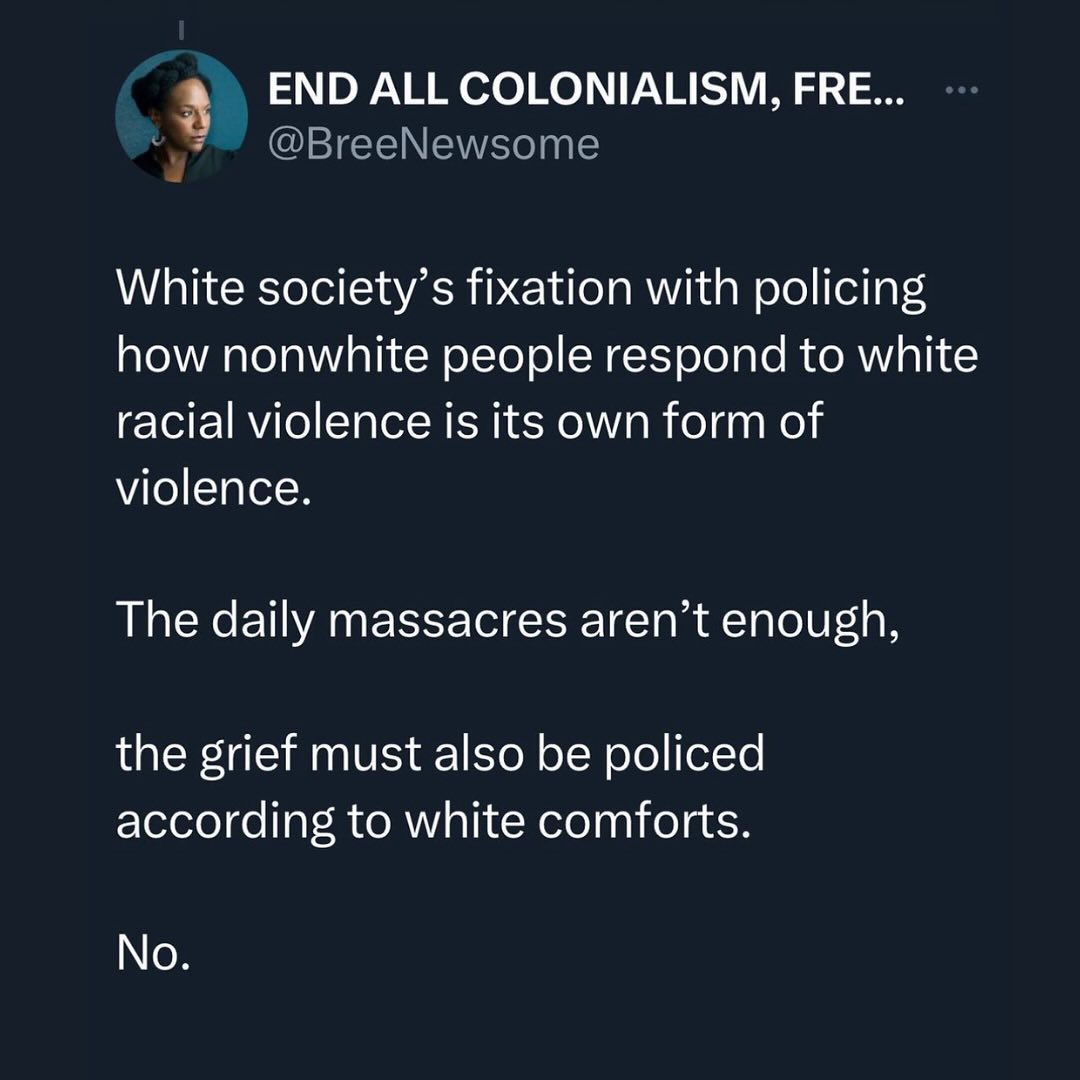 END ALL COLONIALISM, FRE...
@BreeNewsome
White society’s fixation with policing
how nonwhite people respond to white
racial violence is its own form of
violence.
The daily massacres aren’t enough,
the grief must also be policed
according to white comforts.
No.